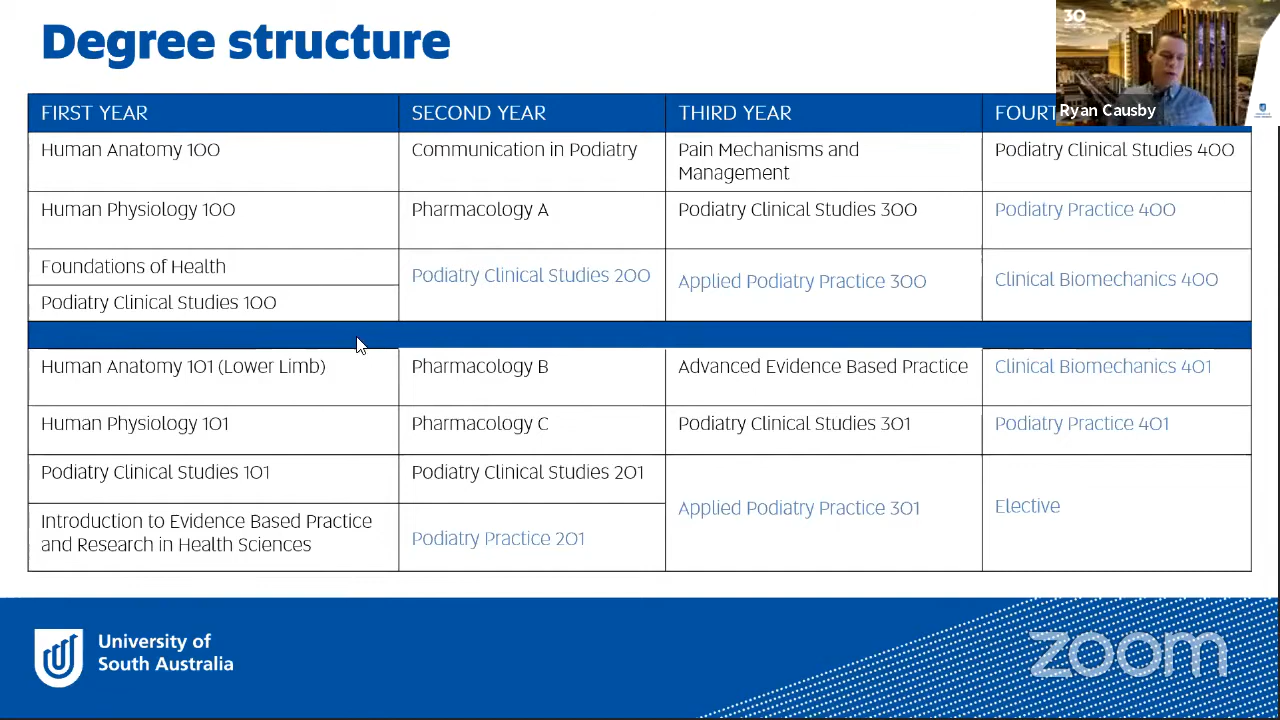 Degree structure
30
Ryan Causby
FIRST YEAR
SECOND YEAR
THIRD YEAR
FOURT
Human Anatomy 100
Communication in Podiatry
Pain Mechanisms and
Management
Podiatry Clinical Studies 400
Human Physiology 100
Pharmacology A
Podiatry Clinical Studies 300
Podiatry Practice 400
Foundations of Health
Podiatry Clinical Studies 200
Applied Podiatry Practice 300
Clinical Biomechanics 400
Podiatry Clinical Studies 100
Human Anatomy 101 (Lower Limb)
Pharmacology B
Advanced Evidence Based Practice
Clinical Biomechanics 401
Human Physiology 101
Pharmacology C
Podiatry Clinical Studies 301
Podiatry Practice 401
Podiatry Clinical Studies 101
Podiatry Clinical Studies 201
Applied Podiatry Practice 301
Elective
Introduction to Evidence Based Practice
and Research in Health Sciences
Podiatry Practice 201
University of
South Australia
zoom